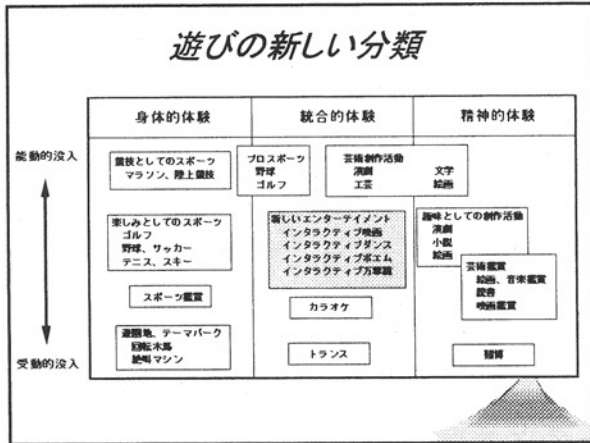 遊びの新しい分類
身体的体験
統合的体験
精神的体験
能動的没入
受動的没入
競技としてのスポーツ
マラソン、陸上競技
プロスポーツ
野球
ゴルフ
芸術創作活動
演劇 文学
工芸 絵画
楽しみとしてのスポーツ
ゴルフ
野球、サッカー
テニス、スキー
新しいエンターテイメント
インタラクティブ映画
インタラクティブダンス
インタラクティブポエム
インタラクティブ万華鏡
趣味としての創作活動
演劇
小説
絵画
芸術鑑賞
絵画、音楽鑑賞
読書
映画鑑賞
スポーツ鑑賞
カラオケ
遊園地、テーマパーク
回転木馬
絶叫マシン
トランス
賭博